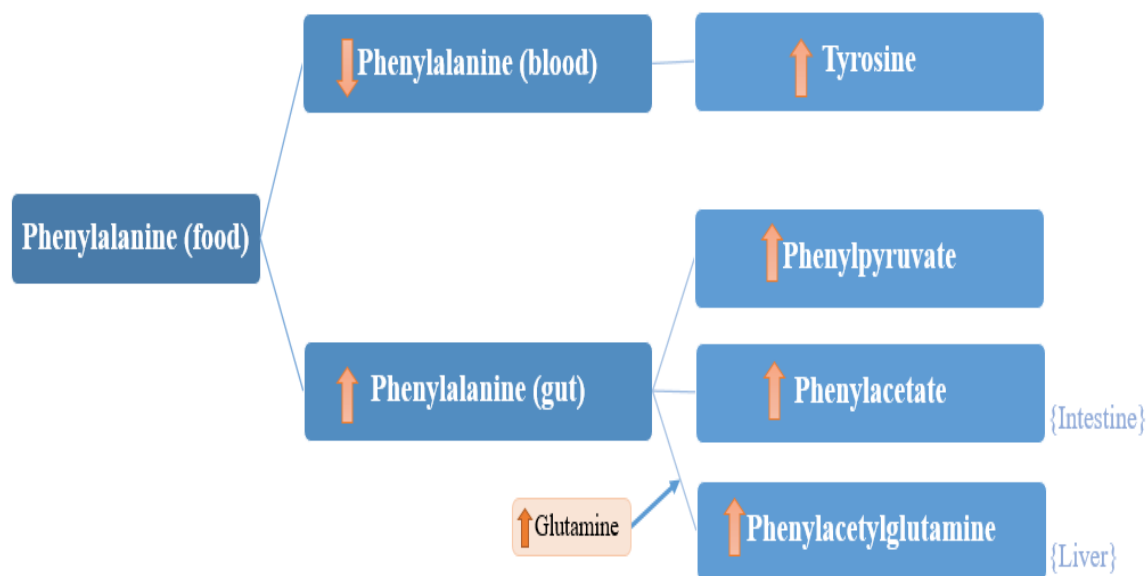 Phenylalanine (blood)
Tyrosine
Phenylalanine (food)
Phenylpyruvate
Phenylalanine (gut)
Phenylacetate
{Intestine}
Glutamine
Phenylacetylglutamine
{Liver}